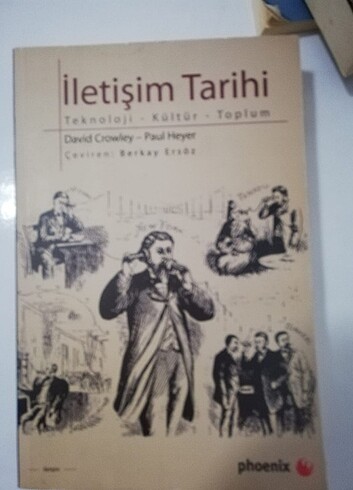 İletişim Tarihi
Teknoloji - Kültür - Toplum
David Crowley – Paul Heyer
Çeviren: Berkay Ersöz
phoenix